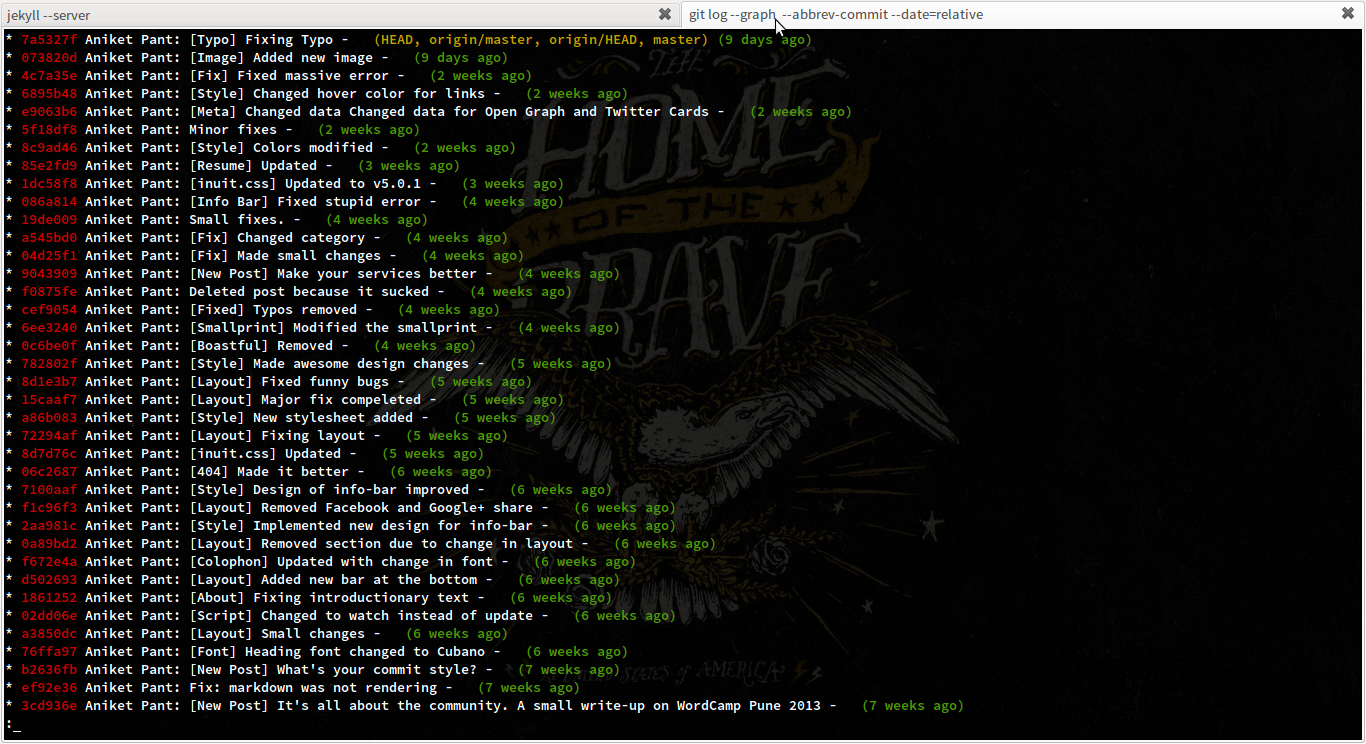 jekyll --server
git log --graph --abbrev-commit --date=relative
* 7a5327f Aniket Pant: [Typo] Fixing Typo - (HEAD, origin/master, origin/HEAD, master) (9 days ago)
* 073820d Aniket Pant: [Image] Added new image - (9 days ago)
* 4c7a35e Aniket Pant: [Fix] Fixed massive error - (2 weeks ago)
* 6895b48 Aniket Pant: [Style] Changed hover color for links - (2 weeks ago)
* e9063b6 Aniket Pant: [Meta] Changed data Changed data for Open Graph and Twitter Cards - (2 weeks ago)
* 5f18df8 Aniket Pant: Minor fixes - (2 weeks ago)
* 8c9ad46 Aniket Pant: [Style] Colors modified - (2 weeks ago)
* 85e2fd9 Aniket Pant: [Resume] Updated - (3 weeks ago)
* 1dc58f8 Aniket Pant: [inuit.css] Updated to v5.0.1 - (3 weeks ago)
* 086a814 Aniket Pant: [Info Bar] Fixed stupid error - (4 weeks ago)
* 19de009 Aniket Pant: Small fixes. - (4 weeks ago)
* a545bd0 Aniket Pant: [Fix] Changed category - (4 weeks ago)
* 04d25f1 Aniket Pant: [Fix] Made small changes - (4 weeks ago)
* 9043909 Aniket Pant: [New Post] Make your services better - (4 weeks ago)
* f0875fe Aniket Pant: Deleted post because it sucked - (4 weeks ago)
* cef9054 Aniket Pant: [Fixed] Typos removed - (4 weeks ago)
* 6ee3240 Aniket Pant: [Smallprint] Modified the smallprint - (4 weeks ago)
* 0c6be0f Aniket Pant: [Boastful] Removed - (4 weeks ago)
* 782802f Aniket Pant: [Style] Made awesome design changes - (5 weeks ago)
* 8d1e3b7 Aniket Pant: [Layout] Fixed funny bugs - (5 weeks ago)
* 15caaf7 Aniket Pant: [Layout] Major fix compeleted - (5 weeks ago)
* a86b083 Aniket Pant: [Style] New stylesheet added - (5 weeks ago)
* 72294af Aniket Pant: [Layout] Fixing layout - (5 weeks ago)
* 8d7d76c Aniket Pant: [inuit.css] Updated - (5 weeks ago)
* 06c2687 Aniket Pant: [404] Made it better - (6 weeks ago)
* 7100aaf Aniket Pant: [Style] Design of info-bar improved - (6 weeks ago)
* f1c96f3 Aniket Pant: [Layout] Removed Facebook and Google+ share - (6 weeks ago)
* 2aa981c Aniket Pant: [Style] Implemented new design for info-bar - (6 weeks ago)
* 0a89bd2 Aniket Pant: [Layout] Removed section due to change in layout - (6 weeks ago)
* f672e4a Aniket Pant: [Colophon] Updated with change in font - (6 weeks ago)
* d502693 Aniket Pant: [Layout] Added new bar at the bottom - (6 weeks ago)
* 1861252 Aniket Pant: [About] Fixing introductionary text - (6 weeks ago)
* 02dd06e Aniket Pant: [Script] Changed to watch instead of update - (6 weeks ago)
* a3850dc Aniket Pant: [Layout] Small changes - (6 weeks ago)
* 76ffa97 Aniket Pant: [Font] Heading font changed to Cubano - (6 weeks ago)
* b2636fb Aniket Pant: [New Post] What's your commit style? - (7 weeks ago)
* ef92e36 Aniket Pant: Fix: markdown was not rendering - (7 weeks ago)
* 3cd936e Aniket Pant: [New Post] It's all about the community. A small write-up on WordCamp Pune 2013 - (7 weeks ago)
:_
THE
HOME
OF THE
BRAVE
UNITED STATES of AMERICA